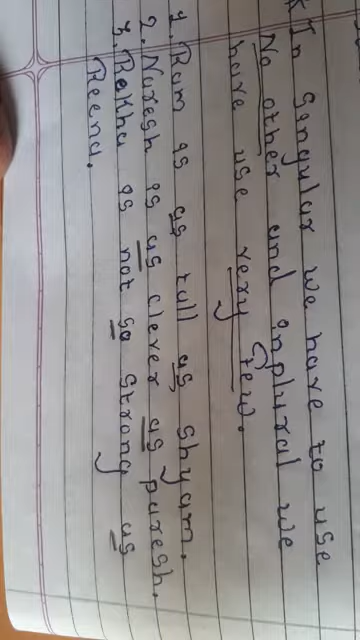 * In singular we have to use
No other and in plural we
have use very few.
1. Ram is as tall as shyam.
2. Naresh is as clever as paresh.
3. Rekha is not so strong as
Reena.